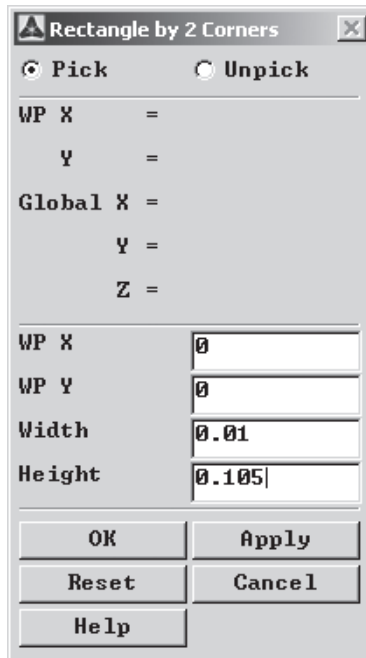 Rectangle by 2 Corners
Pick Unpick
WP X =
Y =
Global X =
Y =
Z =
WP X 0
WP Y 0
Width 0.01
Height 0.105
OK Apply
Reset Cancel
Help